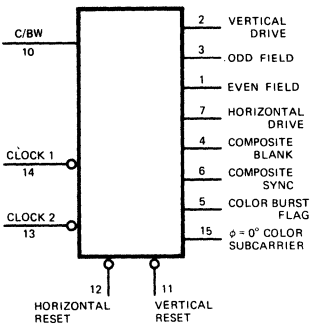 2 VERTICAL
DRIVE
C/BW
10
3 .ODD FIELD
1 EVEN FIELD
7 HORIZONTAL
DRIVE
4 COMPOSITE
BLANK
CLOCK 1
14
6 COMPOSITE
SYNC
5 COLOR BURST
FLAG
CLOCK 2
13
15 φ = 0° COLOR
SUBCARRIER
12 11
HORIZONTAL VERTICAL
RESET RESET